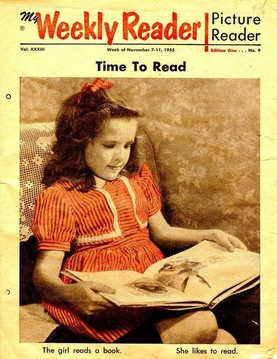 My Weekly Reader Picture Reader
Vol. XXXIII Week of November 7-11, 1955 Edition One . . . No. 9
Time To Read
The girl reads a book. She likes to read.